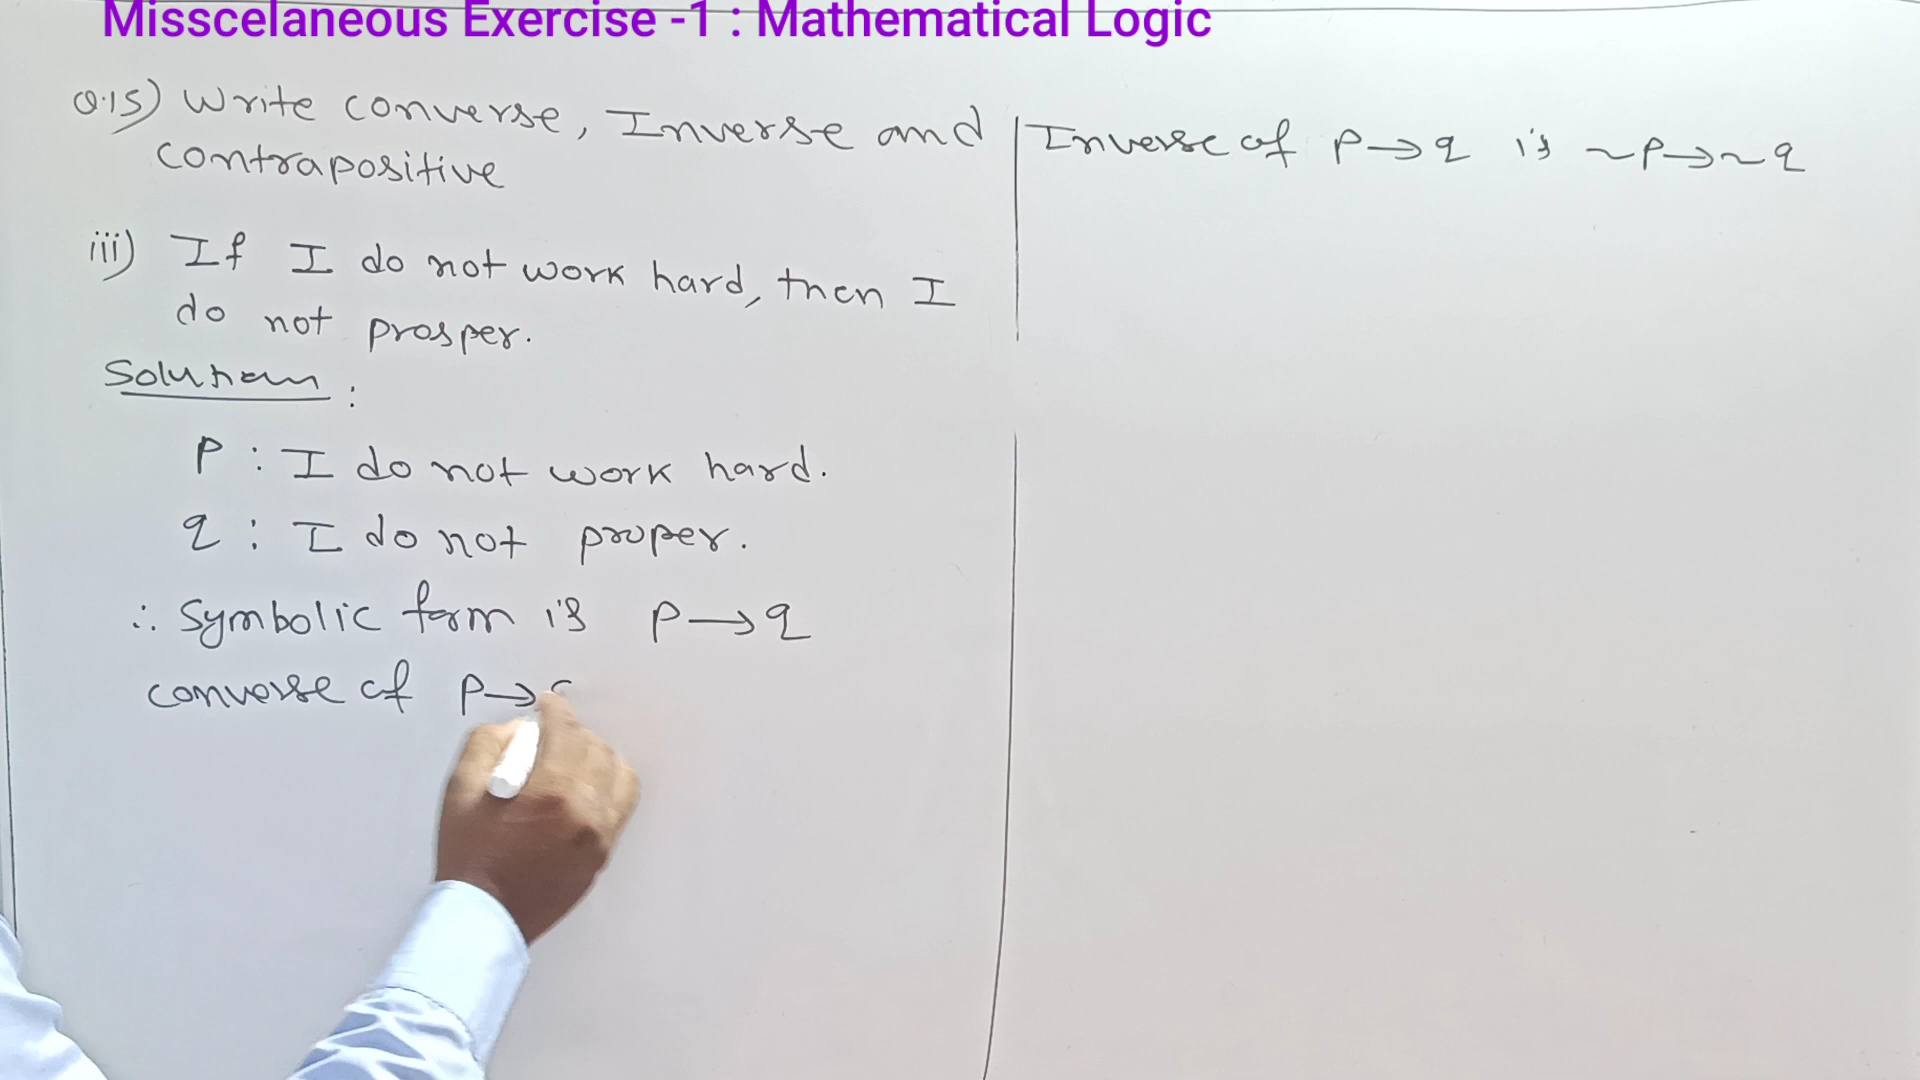 Misscelaneous Exercise -1 : Mathematical Logic
Q.15) Write converse, Inverse and
contrapositive
iii) If I do not work hard, then I
do not prosper.
Solution :
P : I do not work hard.
q : I do not proper.
∴ Symbolic form is P → q
converse of P →
Inverse of P → q is ~P → ~q